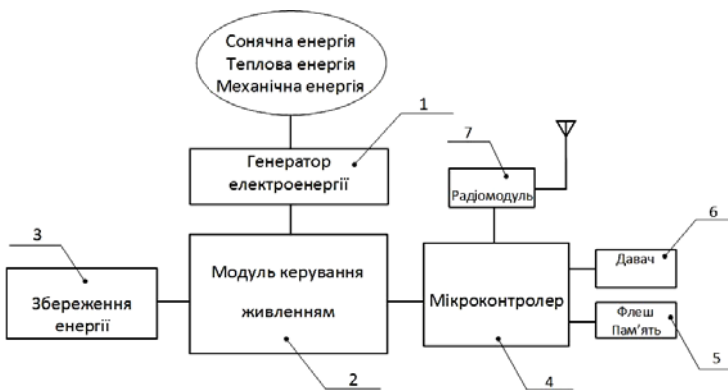 Сонячна енергія
Теплова енергія
Механічна енергія
1
7
Генератор
електроенергії
Радіомодуль
3
6
Збереження
енергії
Модуль керування
живленням
Мікроконтролер
Давач
Флеш
Пам'ять
2
4
5